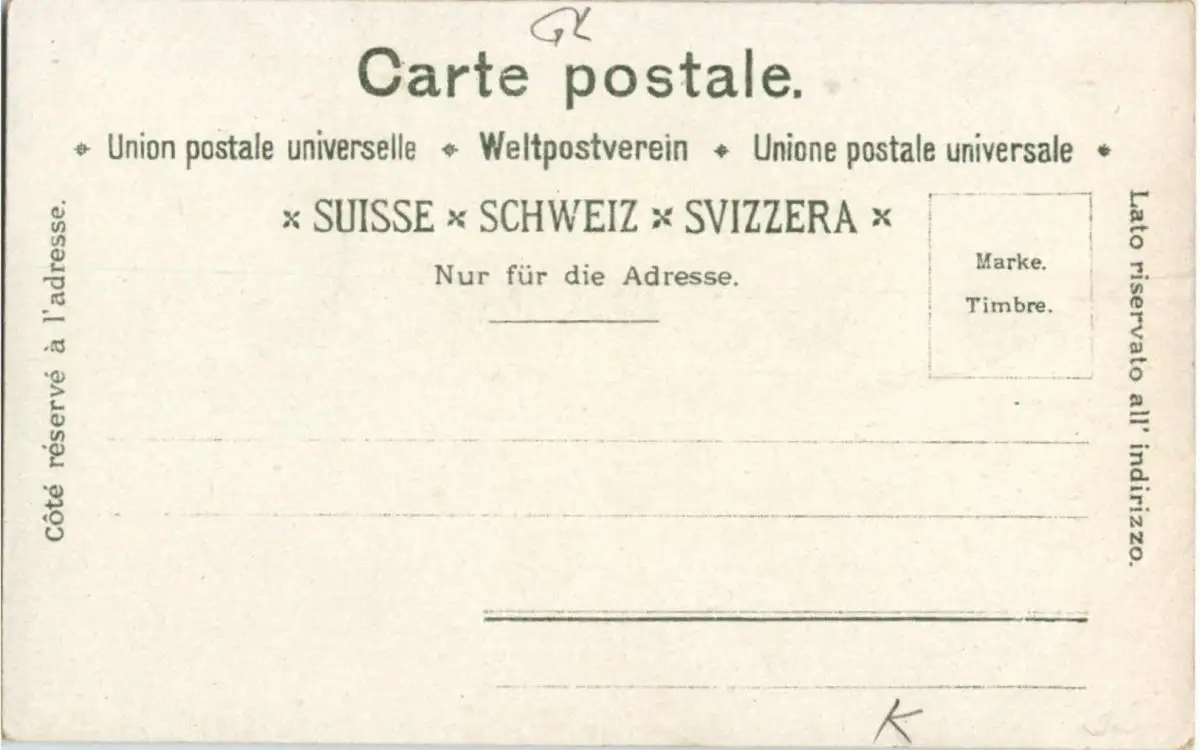 Carte postale.
Union postale universelle Weltpostverein Unione postale universale
× SUISSE × SCHWEIZ × SVIZZERA ×
Nur für die Adresse.
Marke.
Timbre.
Côté réservé à l'adresse.
Lato riservato all' indirizzo.
K